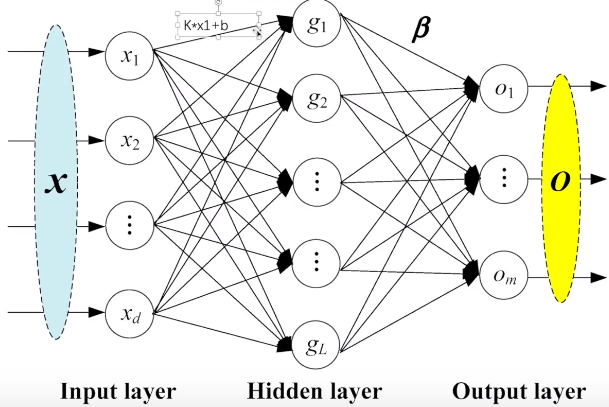 K*x1+b
β
x
x1
x2
⋮
xd
g1
g2
⋮
⋮
gL
o1
⋮
om
O
Input layer
Hidden layer
Output layer